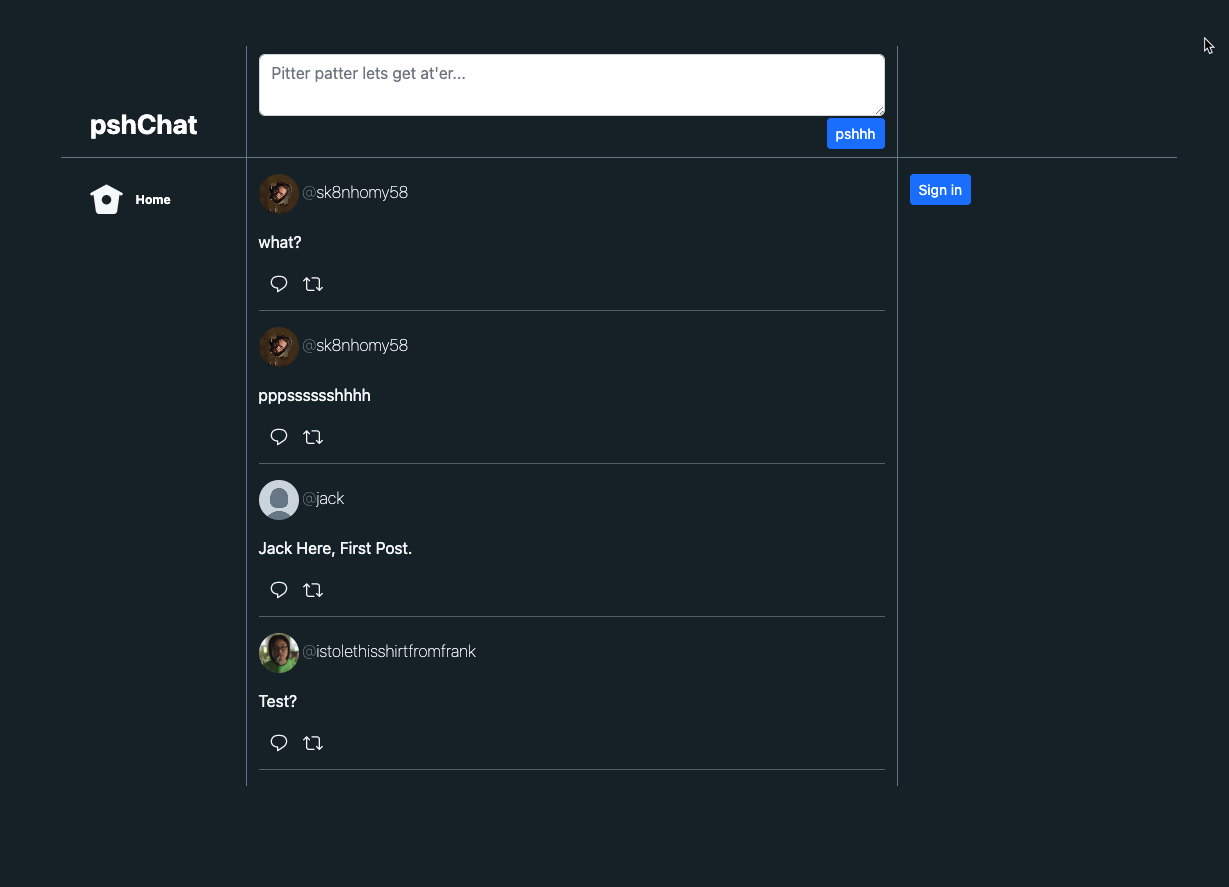 Pitter patter lets get at'er...
pshChat
pshhh
Home
@sk8nhomy58
Sign in
what?
@sk8nhomy58
pppsssssshhhh
@jack
Jack Here, First Post.
@istolethisshirtfromfrank
Test?